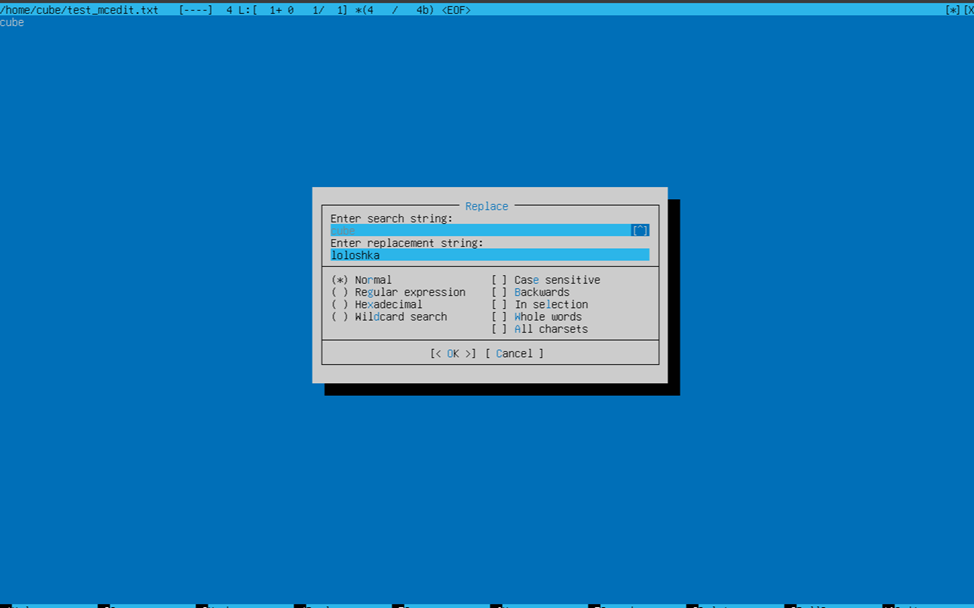 /home/cube/test_mcedit.txt [----] 4 L:[ 1+ 0 1/ 1] *(4 / 4b) <EOF> [*][X
cube
Replace
Enter search string:
cube [^]
Enter replacement string:
loloshka
(*) Normal [ ] Case sensitive
( ) Regular expression [ ] Backwards
( ) Hexadecimal [ ] In selection
( ) Wildcard search [ ] Whole words
[ ] All charsets
[< OK >] [ Cancel ]